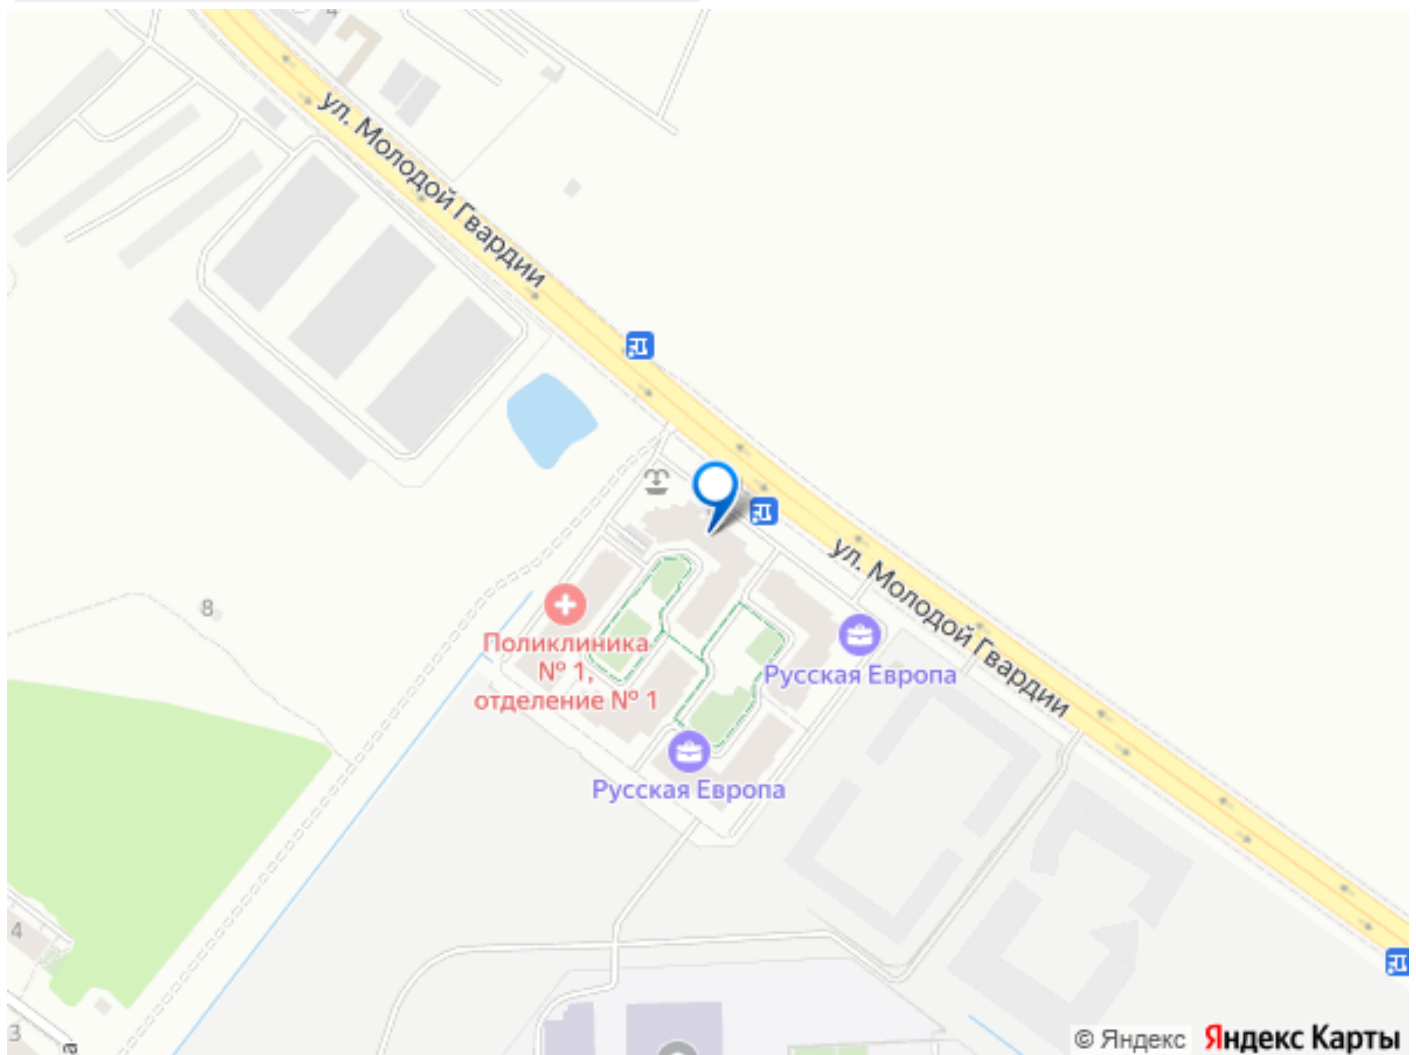 4
ул. Молодой Гвардии
8
Поликлиника
№ 1,
отделение № 1
Русская Европа
ул. Молодой Гвардии
Русская Европа
4
3
а
© Яндекс Яндекс Карты